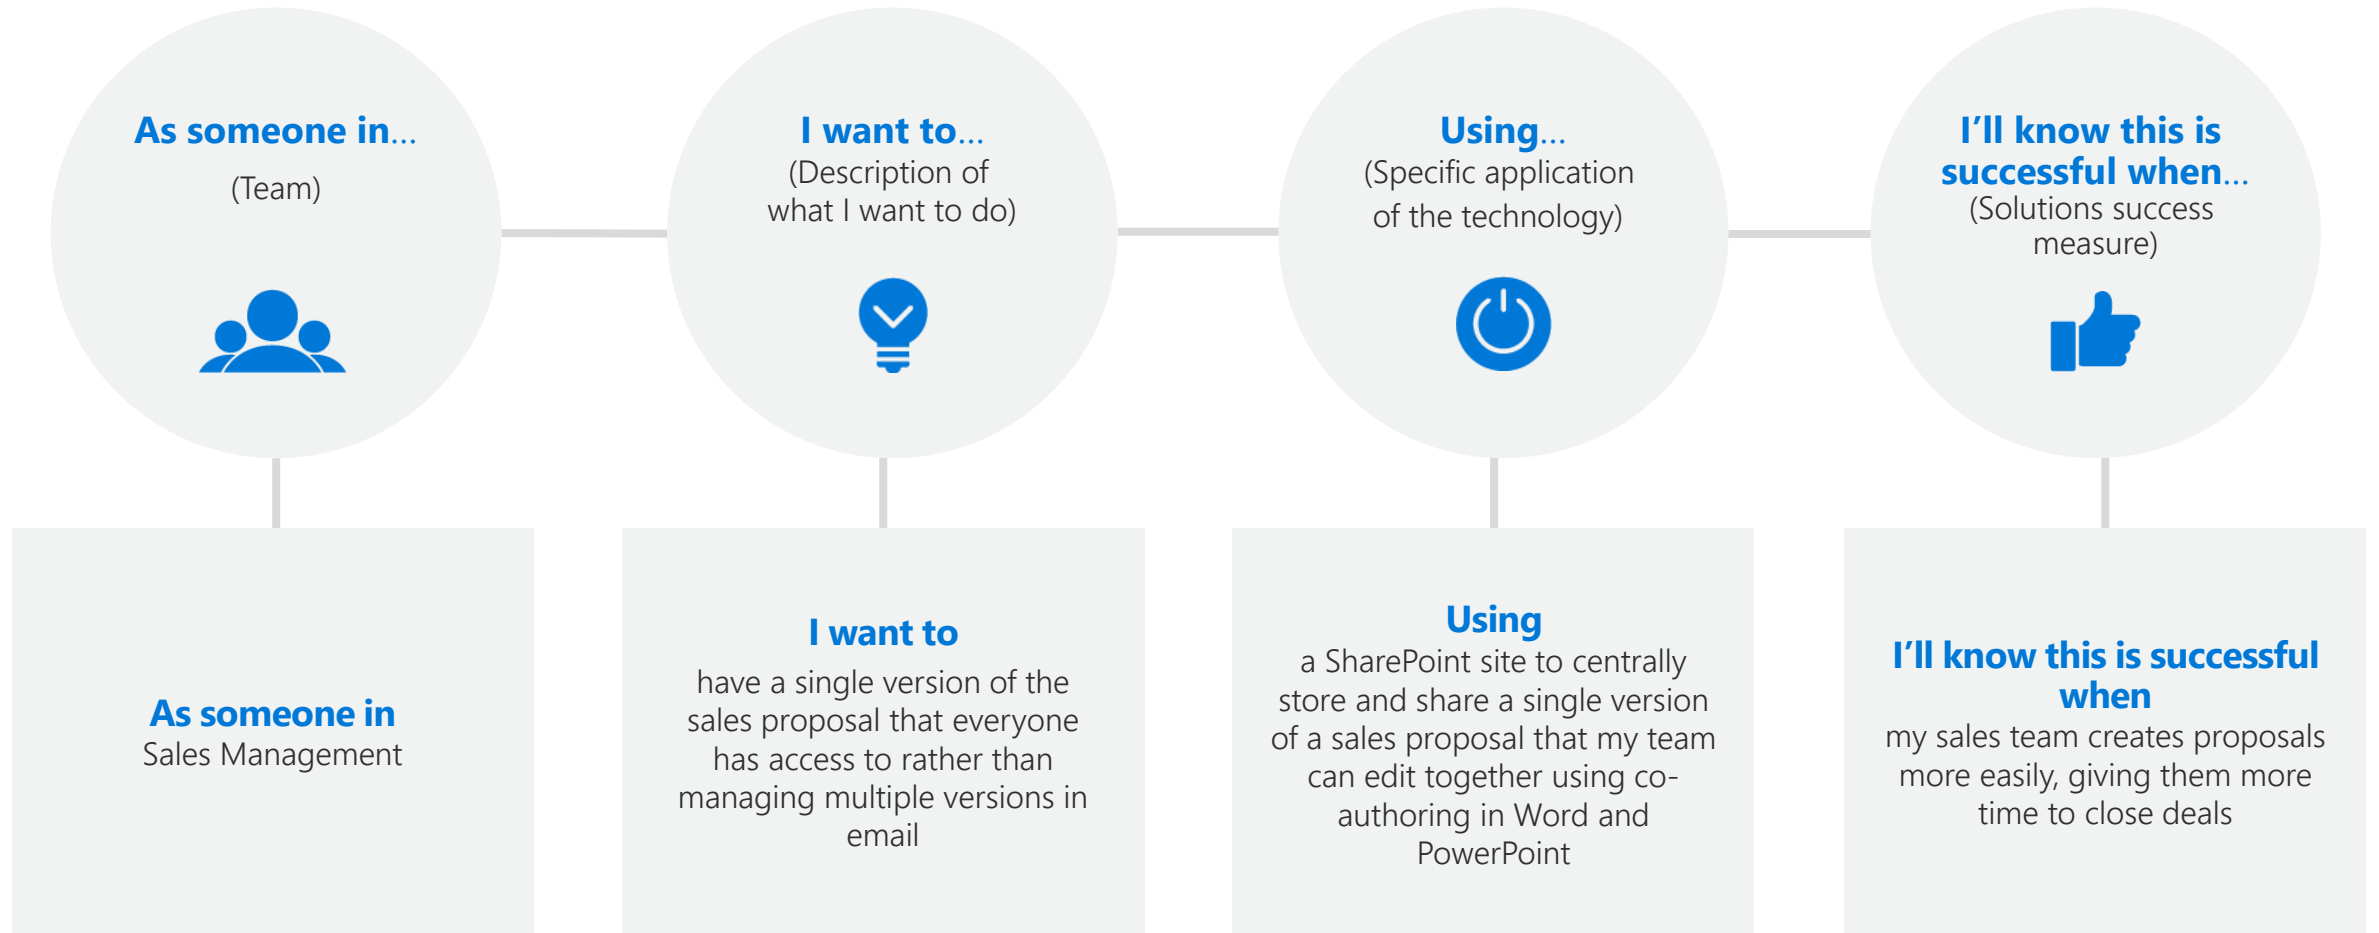 As someone in...
(Team)
I want to...
(Description of
what I want to do)
Using...
(Specific application
of the technology)
I’ll know this is
successful when...
(Solutions success
measure)
As someone in
Sales Management
I want to
have a single version of the
sales proposal that everyone
has access to rather than
managing multiple versions in
email
Using
a SharePoint site to centrally
store and share a single version
of a sales proposal that my team
can edit together using co-
authoring in Word and
PowerPoint
I’ll know this is successful
when
my sales team creates proposals
more easily, giving them more
time to close deals